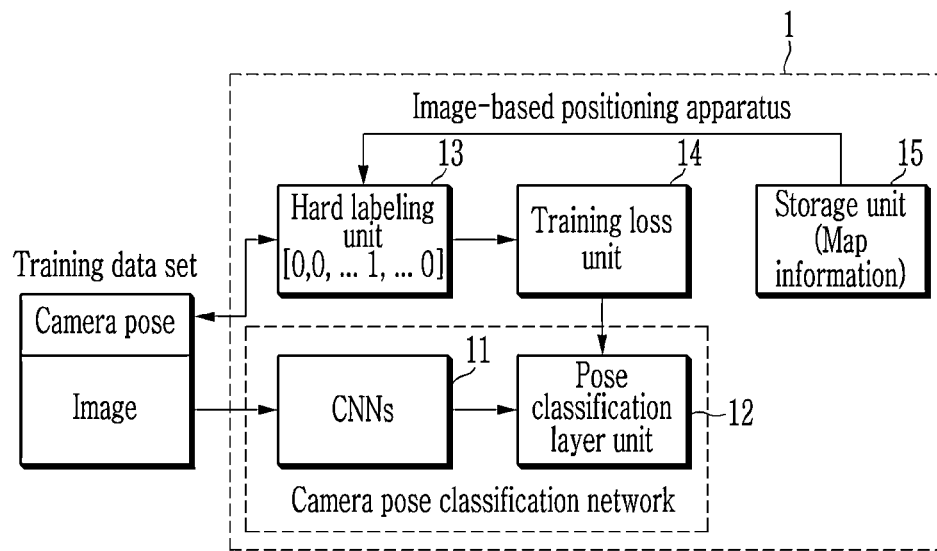 1
Image-based positioning apparatus
13
14
15
Hard labeling
unit
[0,0, ... 1, ... 0]
Training loss
unit
Storage unit
(Map
information)
Training data set
Camera pose
Image
11
CNNs
Pose
classification
layer unit
12
Camera pose classification network